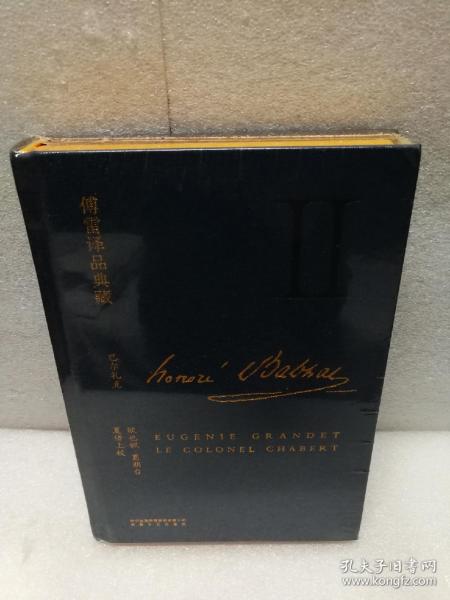 傅雷译品典藏
II
巴尔扎克
honoré Balzac
欧也妮 葛朗台
夏倍上校
EUGENIE GRANDET
LE COLONEL CHABERT
孔夫子旧书网
www.kongfz.com